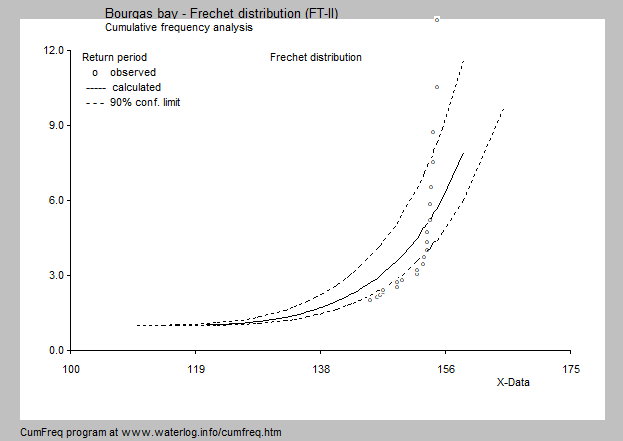 Bourgas bay - Frechet distribution (FT-II)
Cumulative frequency analysis
Return period
Frechet distribution
observed
calculated
90% conf. limit
12.0
9.0
6.0
3.0
0.0
100 119 138 156 175
X-Data
CumFreq program at www.waterlog.info/cumfreq.htm